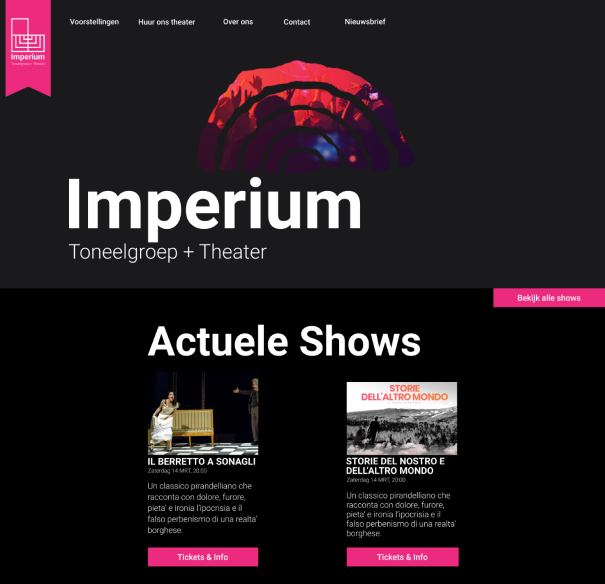 Voorstellingen Huur ons theater Over ons Contact Nieuwsbrief
Imperium
Toneelgroep + Theater
Imperium
Toneelgroep + Theater
Bekijk alle shows
Actuele Shows
STORIE
DELL'ALTRO MONDO
IL BERRETTO A SONAGLI
Zaterdag 14 MRT, 20:00
Un classico pirandelliano che
racconta con dolore, furore,
pieta' e ironia l'ipocrisia e il
falso perbenismo di una realta'
borghese.
Tickets & Info
STORIE DEL NOSTRO E
DELL'ALTRO MONDO
Zaterdag 14 MRT, 20:00
Un classico pirandelliano che
racconta con dolore, furore,
pieta' e ironia l'ipocrisia e il
falso perbenismo di una realta'
borghese.
Tickets & Info